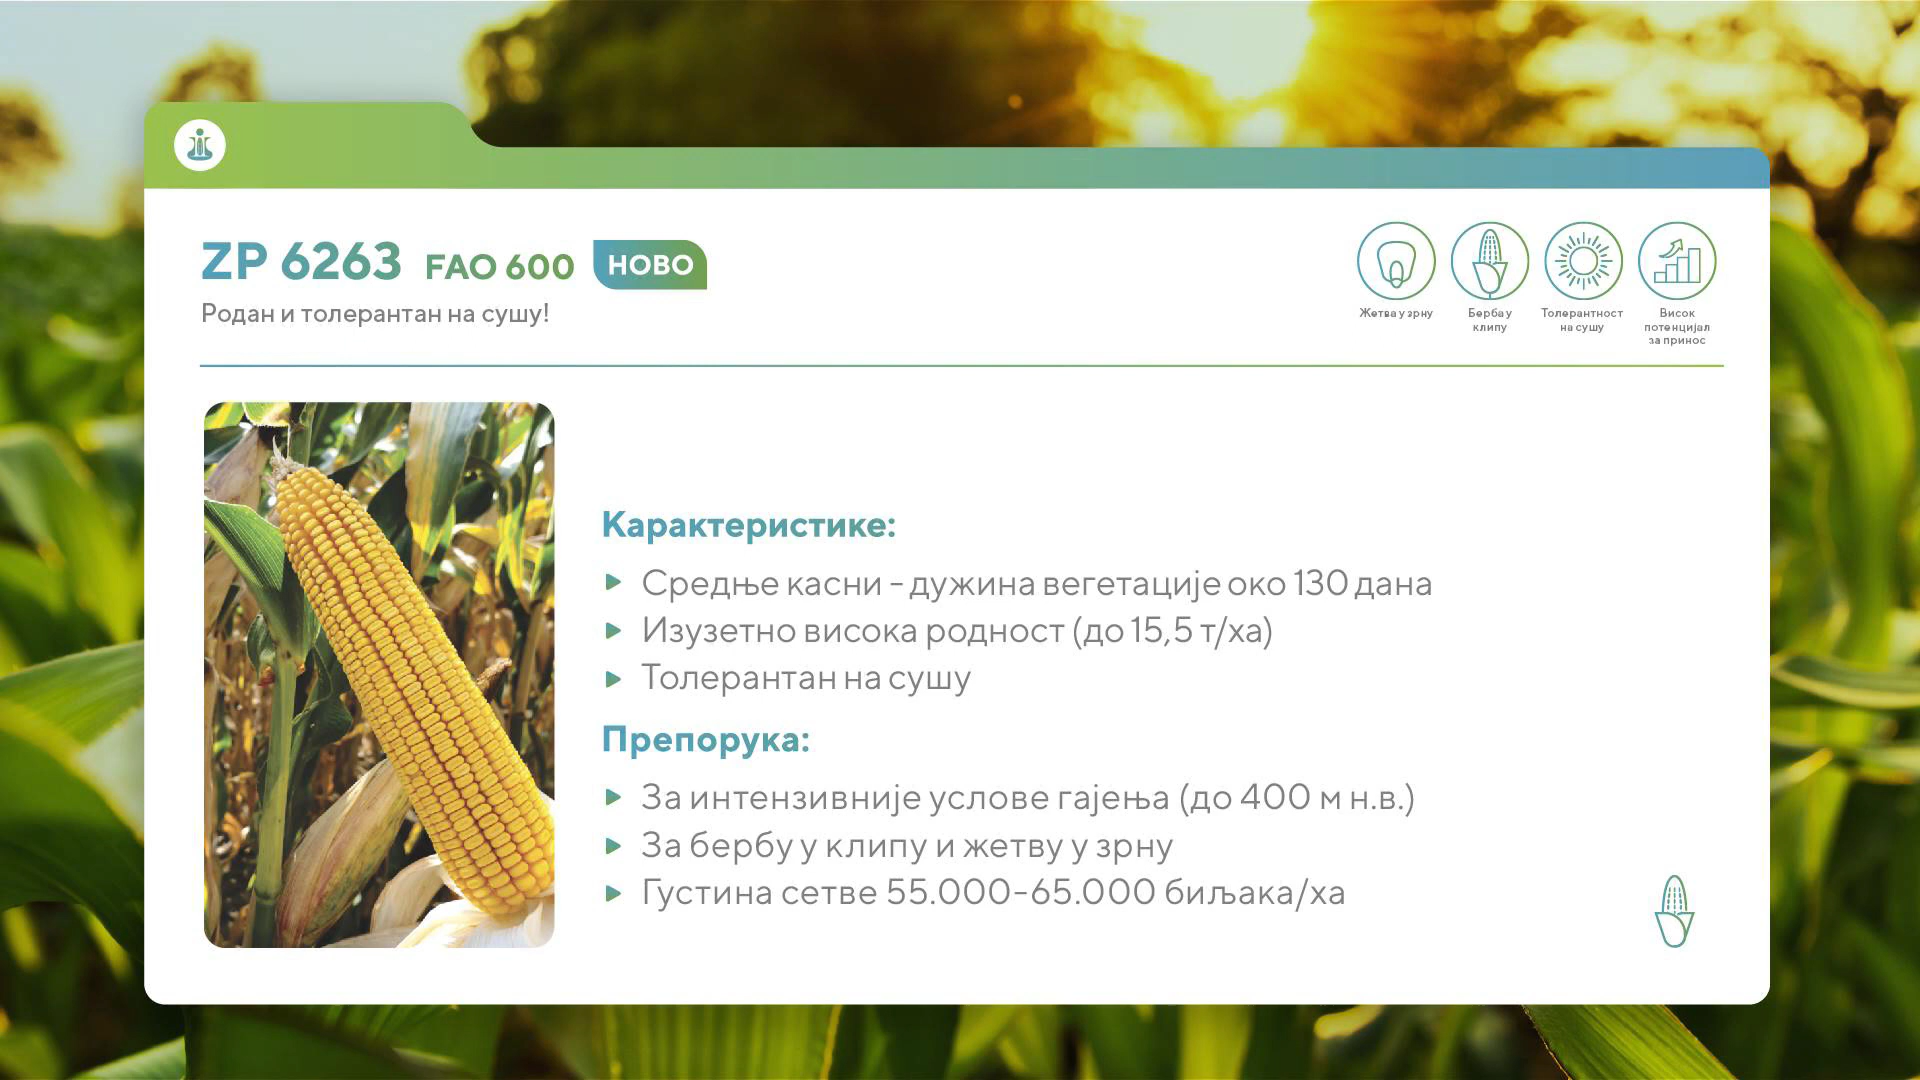 ZP 6263 FAO 600 НОВО
Родан и толерантан на сушу!
Жетва у зрну
Берба у
клипу
Толерантност
на сушу
Висок
потенцијал
за принос
Карактеристике:
Средње касни - дужина вегетације око 130 дана
Изузетно висока родност (до 15,5 т/ха)
Толерантан на сушу
Препорука:
За интензивније услове гајења (до 400 м н.в.)
За бербу у клипу и жетву у зрну
Густина сетве 55.000-65.000 биљака/ха